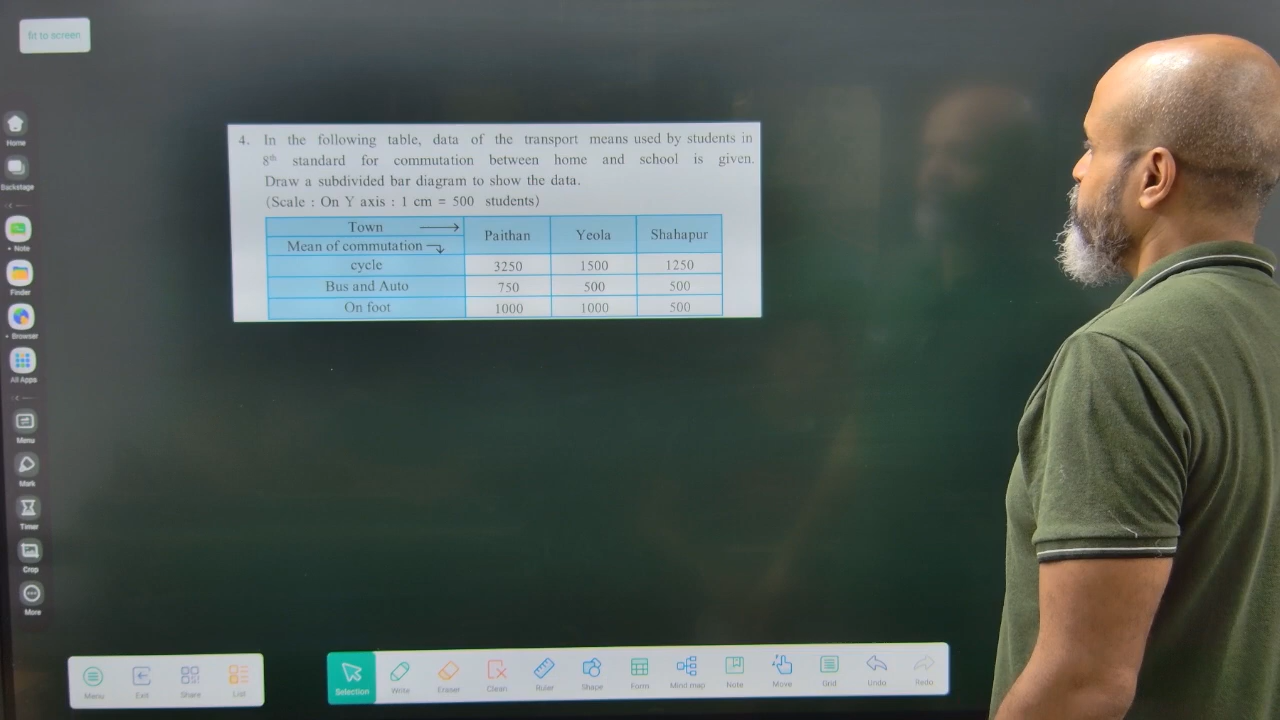 fit to screen
4. In the following table, data of the transport means used by students in
8th standard for commutation between home and school is given.
Draw a subdivided bar diagram to show the data.
(Scale : On Y axis : 1 cm = 500 students)
Town → Paithan Yeola Shahapur
Mean of commutation
cycle 3250 1500 1250
Bus and Auto 750 500 500
On foot 1000 1000 500
Home
Backstage
+ Note
Finder
+ Browser
All Apps
Menu
Mark
Timer
Crop
More
Menu Exit Share List
Selection Write Eraser Clean Ruler Shape Form Mind map Note Move Grid Undo Redo